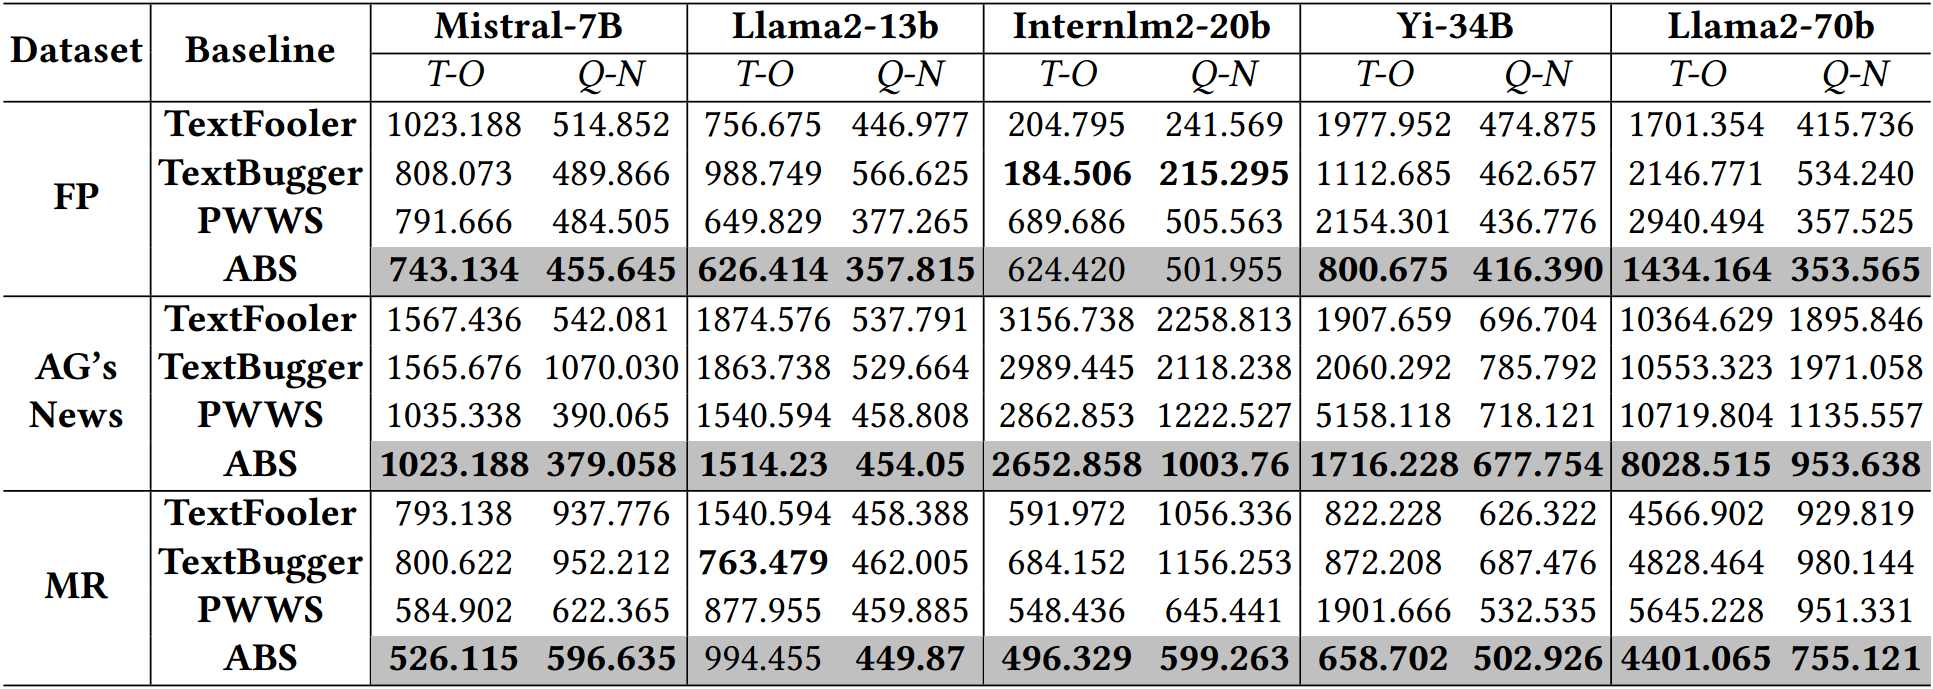 Dataset Baseline Mistral-7B Llama2-13b Internlm2-20b Yi-34B Llama2-70b
T-O Q-N T-O Q-N T-O Q-N T-O Q-N T-O Q-N
FP
TextFooler 1023.188 514.852 756.675 446.977 204.795 241.569 1977.952 474.875 1701.354 415.736
TextBugger 808.073 489.866 988.749 566.625 184.506 215.295 1112.685 462.657 2146.771 534.240
PWWS 791.666 484.505 649.829 377.265 689.686 505.563 2154.301 436.776 2940.494 357.525
ABS 743.134 455.645 626.414 357.815 624.420 501.955 800.675 416.390 1434.164 353.565
AG's
News
TextFooler 1567.436 542.081 1874.576 537.791 3156.738 2258.813 1907.659 696.704 10364.629 1895.846
TextBugger 1565.676 1070.030 1863.738 529.664 2989.445 2118.238 2060.292 785.792 10553.323 1971.058
PWWS 1035.338 390.065 1540.594 458.808 2862.853 1222.527 5158.118 718.121 10719.804 1135.557
ABS 1023.188 379.058 1514.23 454.05 2652.858 1003.76 1716.228 677.754 8028.515 953.638
MR
TextFooler 793.138 937.776 1540.594 458.388 591.972 1056.336 822.228 626.322 4566.902 929.819
TextBugger 800.622 952.212 763.479 462.005 684.152 1156.253 872.208 687.476 4828.464 980.144
PWWS 584.902 622.365 877.955 459.885 548.436 645.441 1901.666 532.535 5645.228 951.331
ABS 526.115 596.635 994.455 449.87 496.329 599.263 658.702 502.926 4401.065 755.121